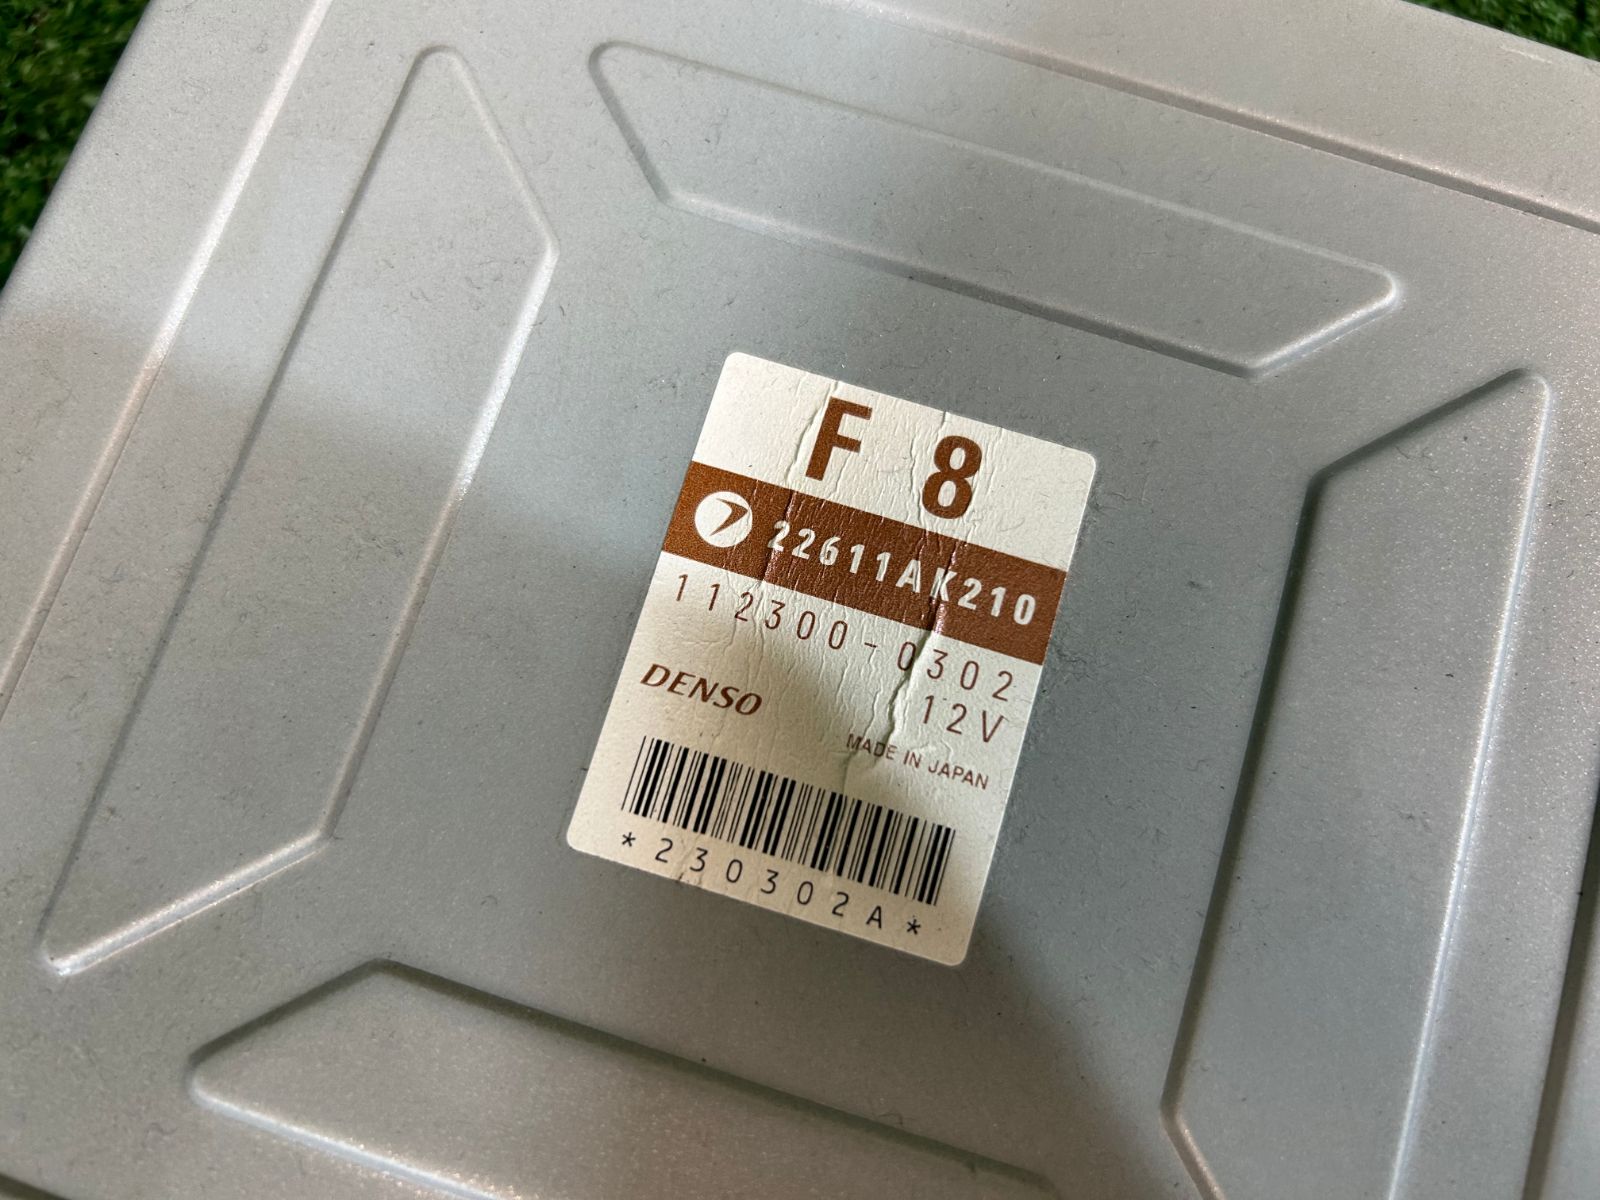 F 8
22611AK210
112300-0302
DENSO 12V
MADE IN JAPAN
*230302A*